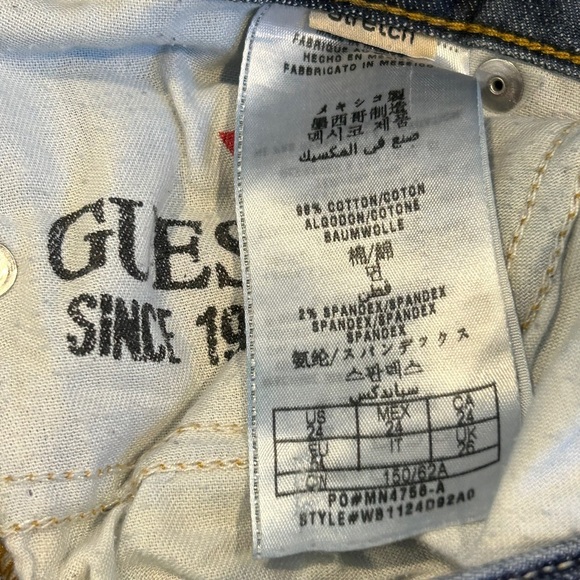 Stretch
FABRIQUE AU
HECHO EN M
FABBRICATO IN MESSICO
メキシコ製
墨西哥制造
멕시코 제품
صنع في المكسيك
98% COTTON/COTON
ALGODON/COTONE
BAUMWOLLE
棉/綿
면
قطن
2% SPANDEX/SPANDEX
SPANDEX/SPANDEX
SPANDEX
氨纶/スパンデックス
스판덱스
سباندكس
US MEX CA
24 24 24
EU IT UK
24 26
CN 150/62A
PO#MN4758-A
STYLE#WB1124D92A0
GUES
SINCE 19